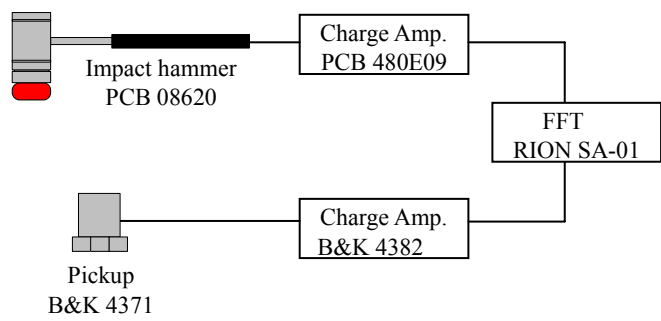 Impact hammer
PCB 08620
Charge Amp.
PCB 480E09
FFT
RION SA-01
Pickup
B&K 4371
Charge Amp.
B&K 4382